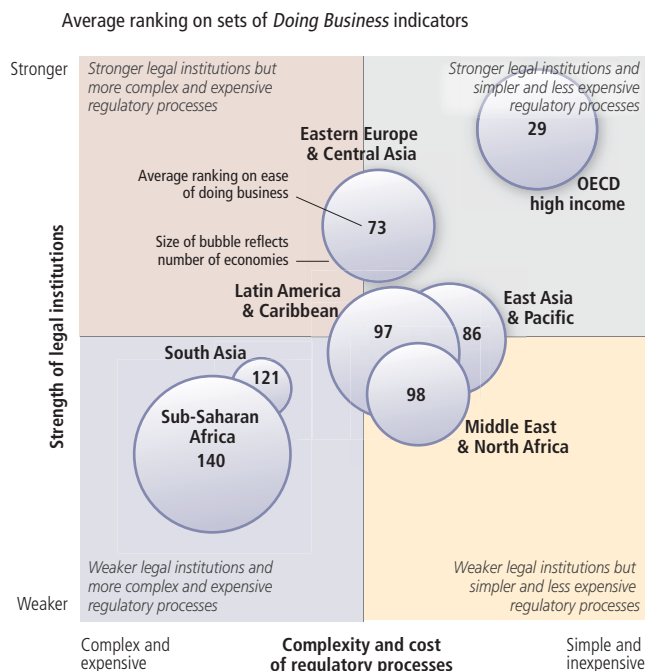 Average ranking on sets of Doing Business indicators
Stronger
Stronger legal institutions but
more complex and expensive
regulatory processes
Stronger legal institutions and
simpler and less expensive
regulatory processes
29
OECD
high income
Eastern Europe
& Central Asia
Average ranking on ease
of doing business
73
Size of bubble reflects
number of economies
Latin America
& Caribbean
97
East Asia
& Pacific
86
South Asia
121
98
Middle East
& North Africa
Sub-Saharan
Africa
140
Strength of legal institutions
Weaker legal institutions and
more complex and expensive
regulatory processes
Weaker legal institutions but
simpler and less expensive
regulatory processes
Weaker
Complex and
expensive
Complexity and cost
of regulatory processes
Simple and
inexpensive